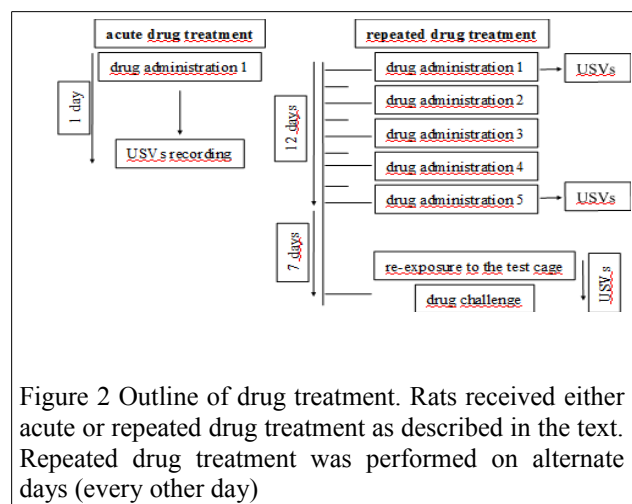 acute drug treatment
drug administration 1
1 day
USVs recording
repeated drug treatment
drug administration 1
USVs
drug administration 2
drug administration 3
12 days
drug administration 4
drug administration 5
USVs
7 days
re-exposure to the test cage
drug challenge
USVs
Figure 2 Outline of drug treatment. Rats received either
acute or repeated drug treatment as described in the text.
Repeated drug treatment was performed on alternate
days (every other day)